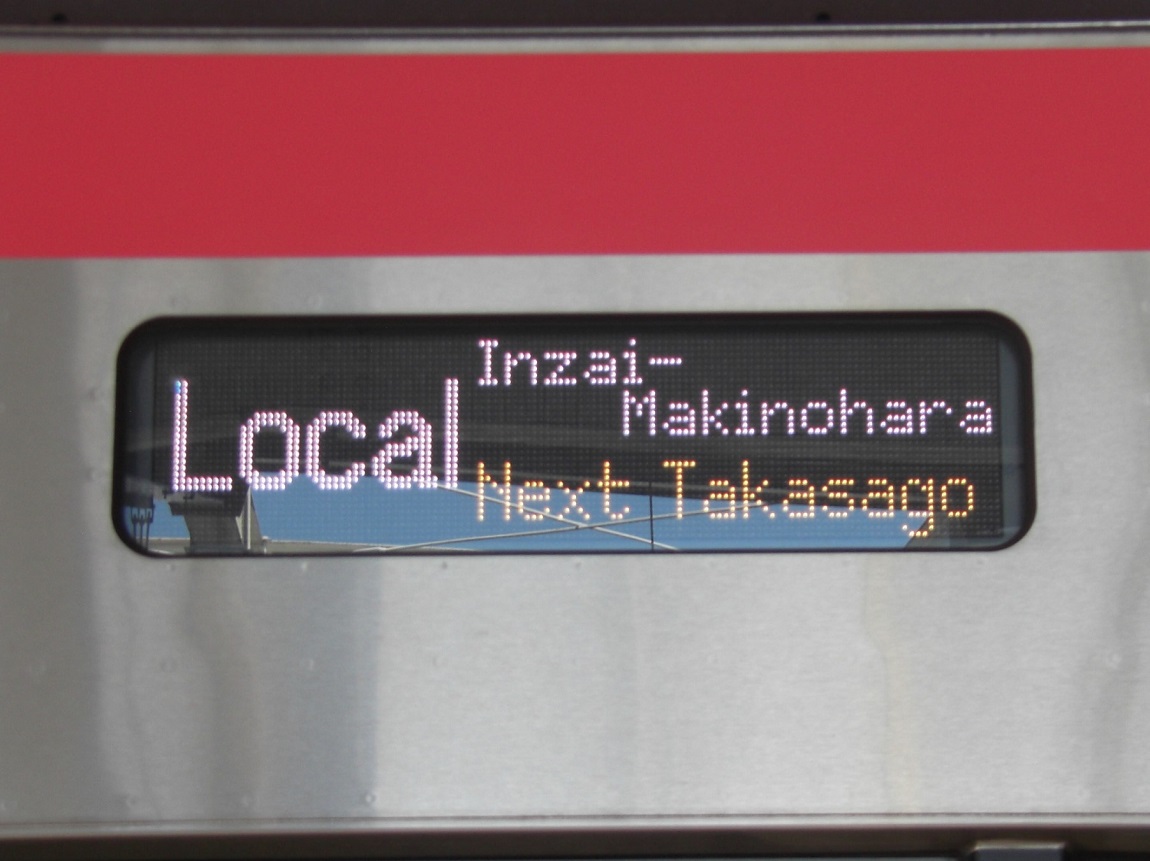 Local
Inzai-
Makinohara
Next Takasago